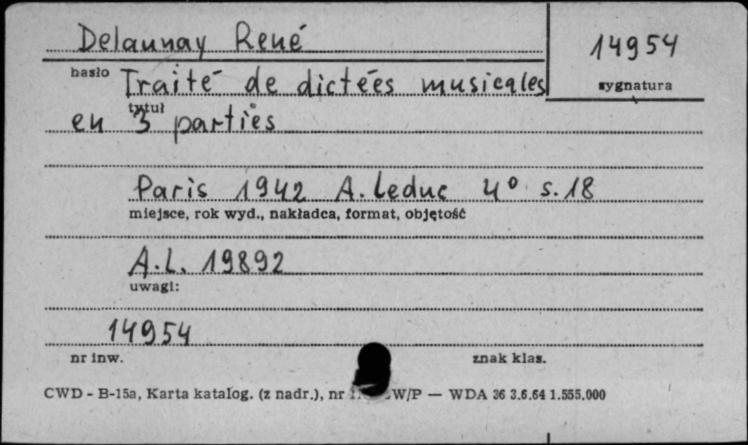 Delaunay René
14954
hasło
sygnatura
Traité de dictées musicales
tytuł
en 3 parties
Paris 1942 A. Leduc 4° s. 18
miejsce, rok wyd., nakładca, format, objętość
A.L. 19892
uwagi:
14954
nr inw.
znak klas.
CWD - B-15a, Karta katalog. (z nadr.), nr W/P — WDA 36 3.6.64 1.555.000